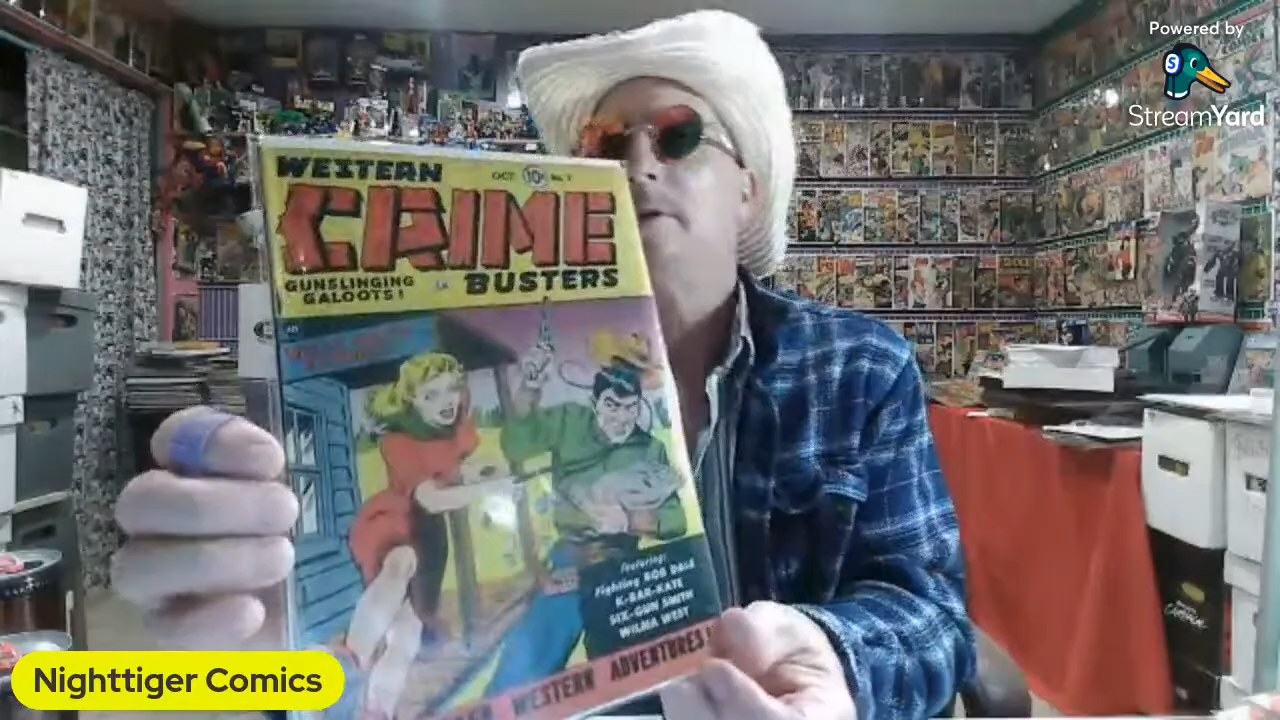 Powered by
StreamYard
WESTERN
OCT 10¢ No. 7
CRIME
GUNSLINGING
GALOOTS!
BUSTERS
featuring:
Fighting BOB DALE
K-BAR-KATE
SIX-GUN SMITH
WILMA WEST
WESTERN ADVENTURES!
Nighttiger Comics